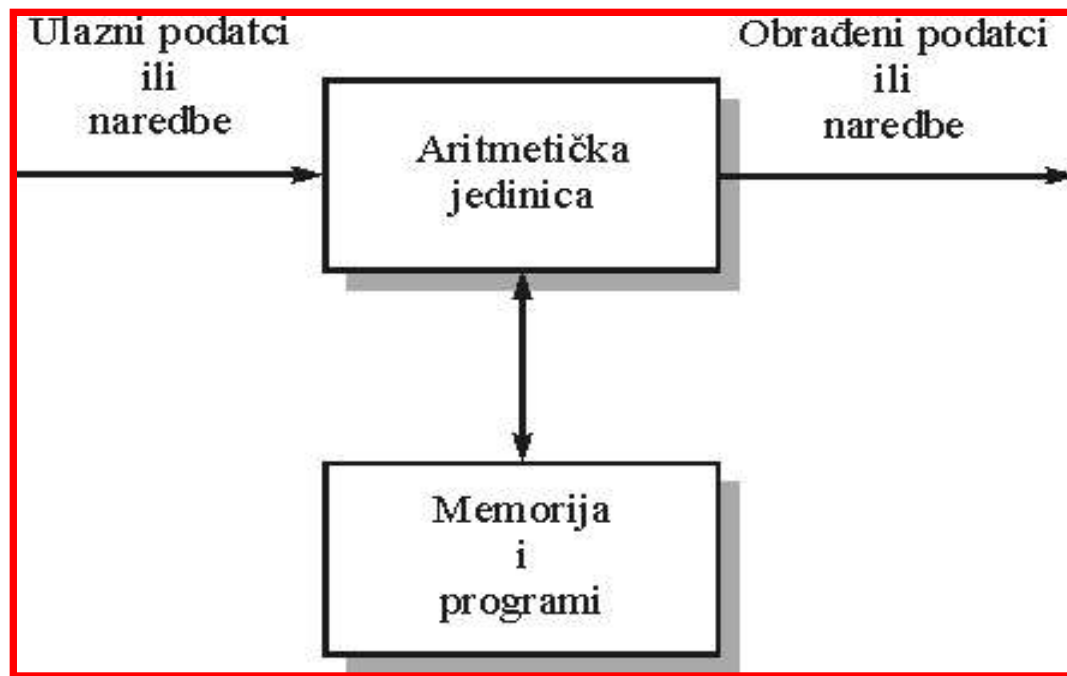 Ulazni podatci
ili
naredbe
Obrađeni podatci
ili
naredbe
Aritmetička
jedinica
Memorija
i
programi